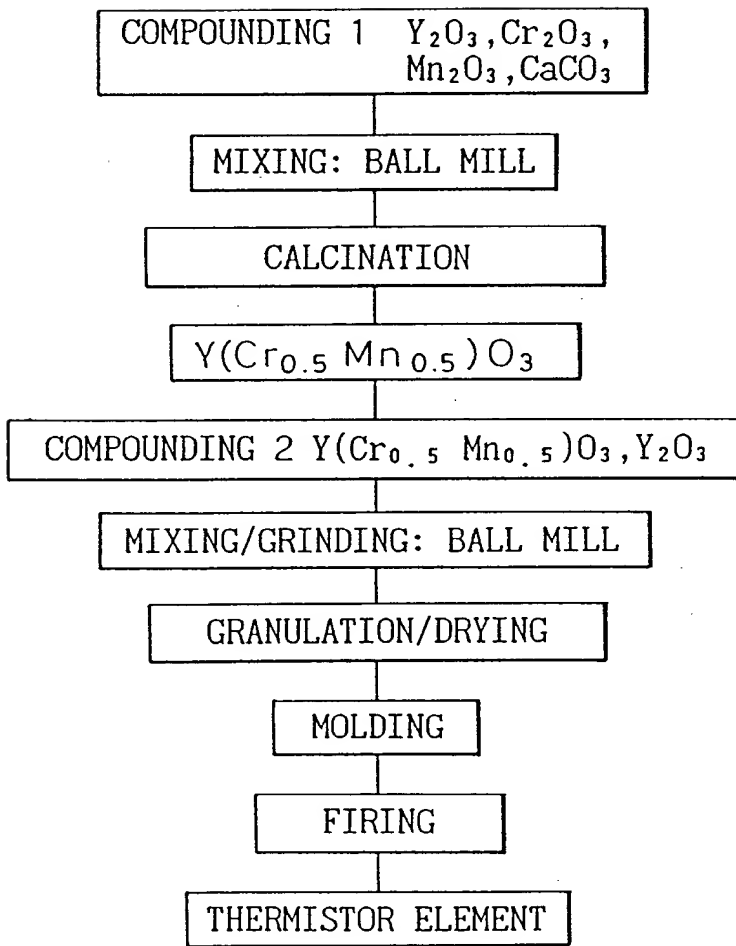 COMPOUNDING 1 Y₂O₃,Cr₂O₃,
Mn₂O₃,CaCO₃
MIXING: BALL MILL
CALCINATION
Y(Cr₀.₅ Mn₀.₅)O₃
COMPOUNDING 2 Y(Cr₀.₅ Mn₀.₅)O₃,Y₂O₃
MIXING/GRINDING: BALL MILL
GRANULATION/DRYING
MOLDING
FIRING
THERMISTOR ELEMENT